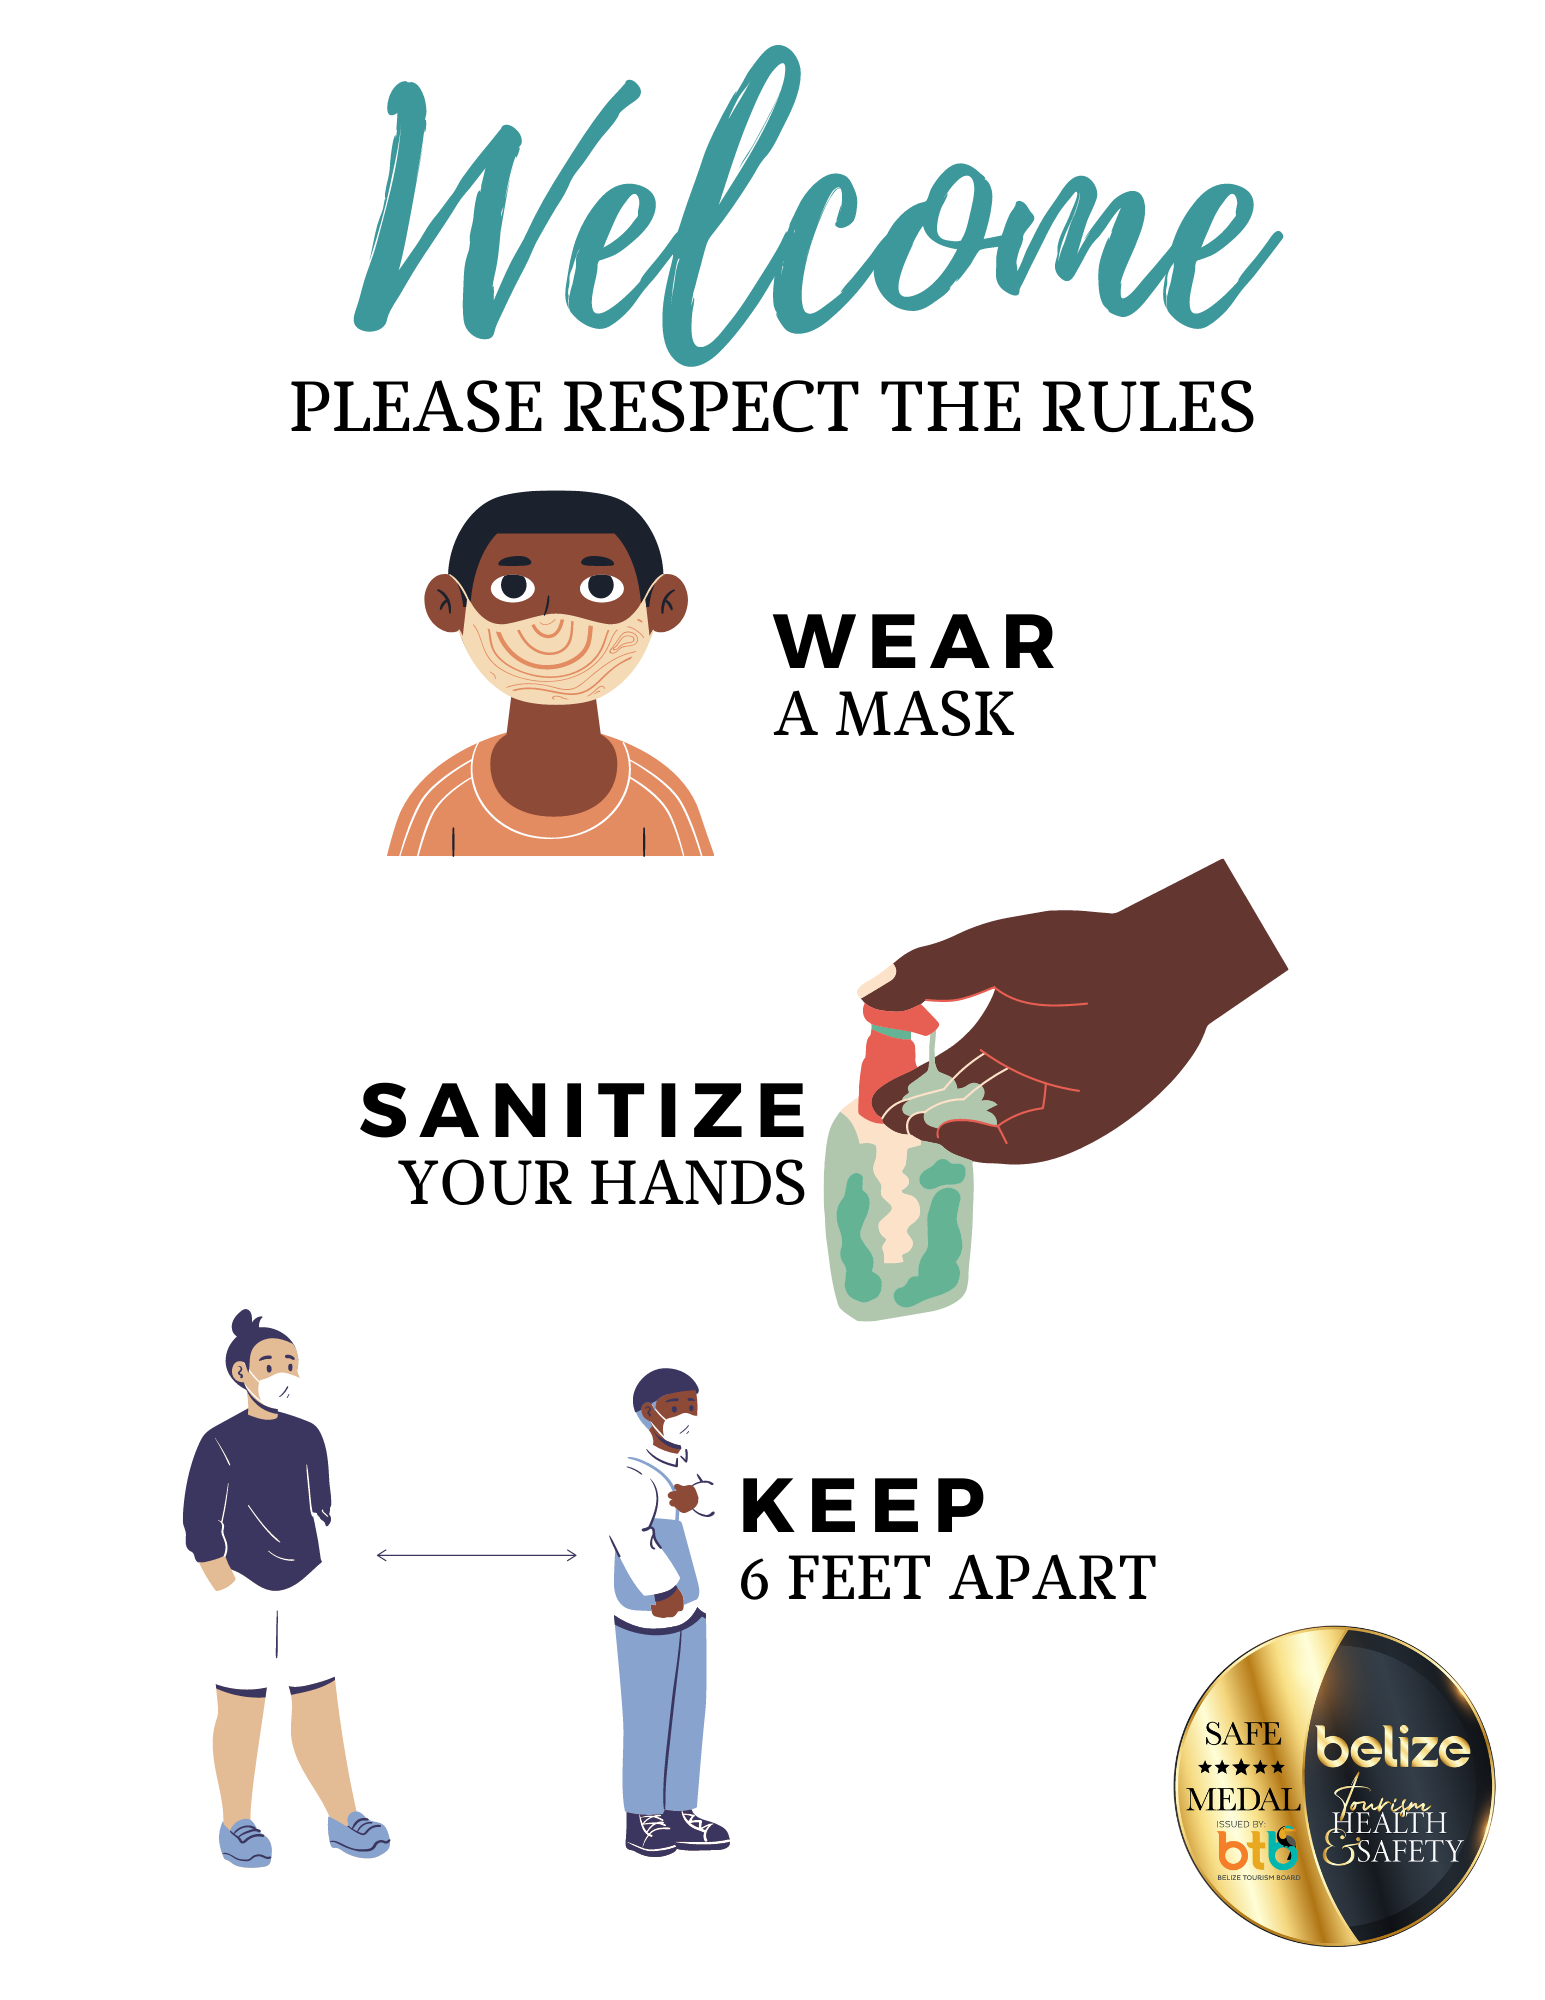 Welcome
PLEASE RESPECT THE RULES
WEAR
A MASK
SANITIZE
YOUR HANDS
KEEP
6 FEET APART
SAFE
MEDAL
ISSUED BY:
btb
BELIZE TOURISM BOARD
belize
Tourism
HEALTH
&SAFETY